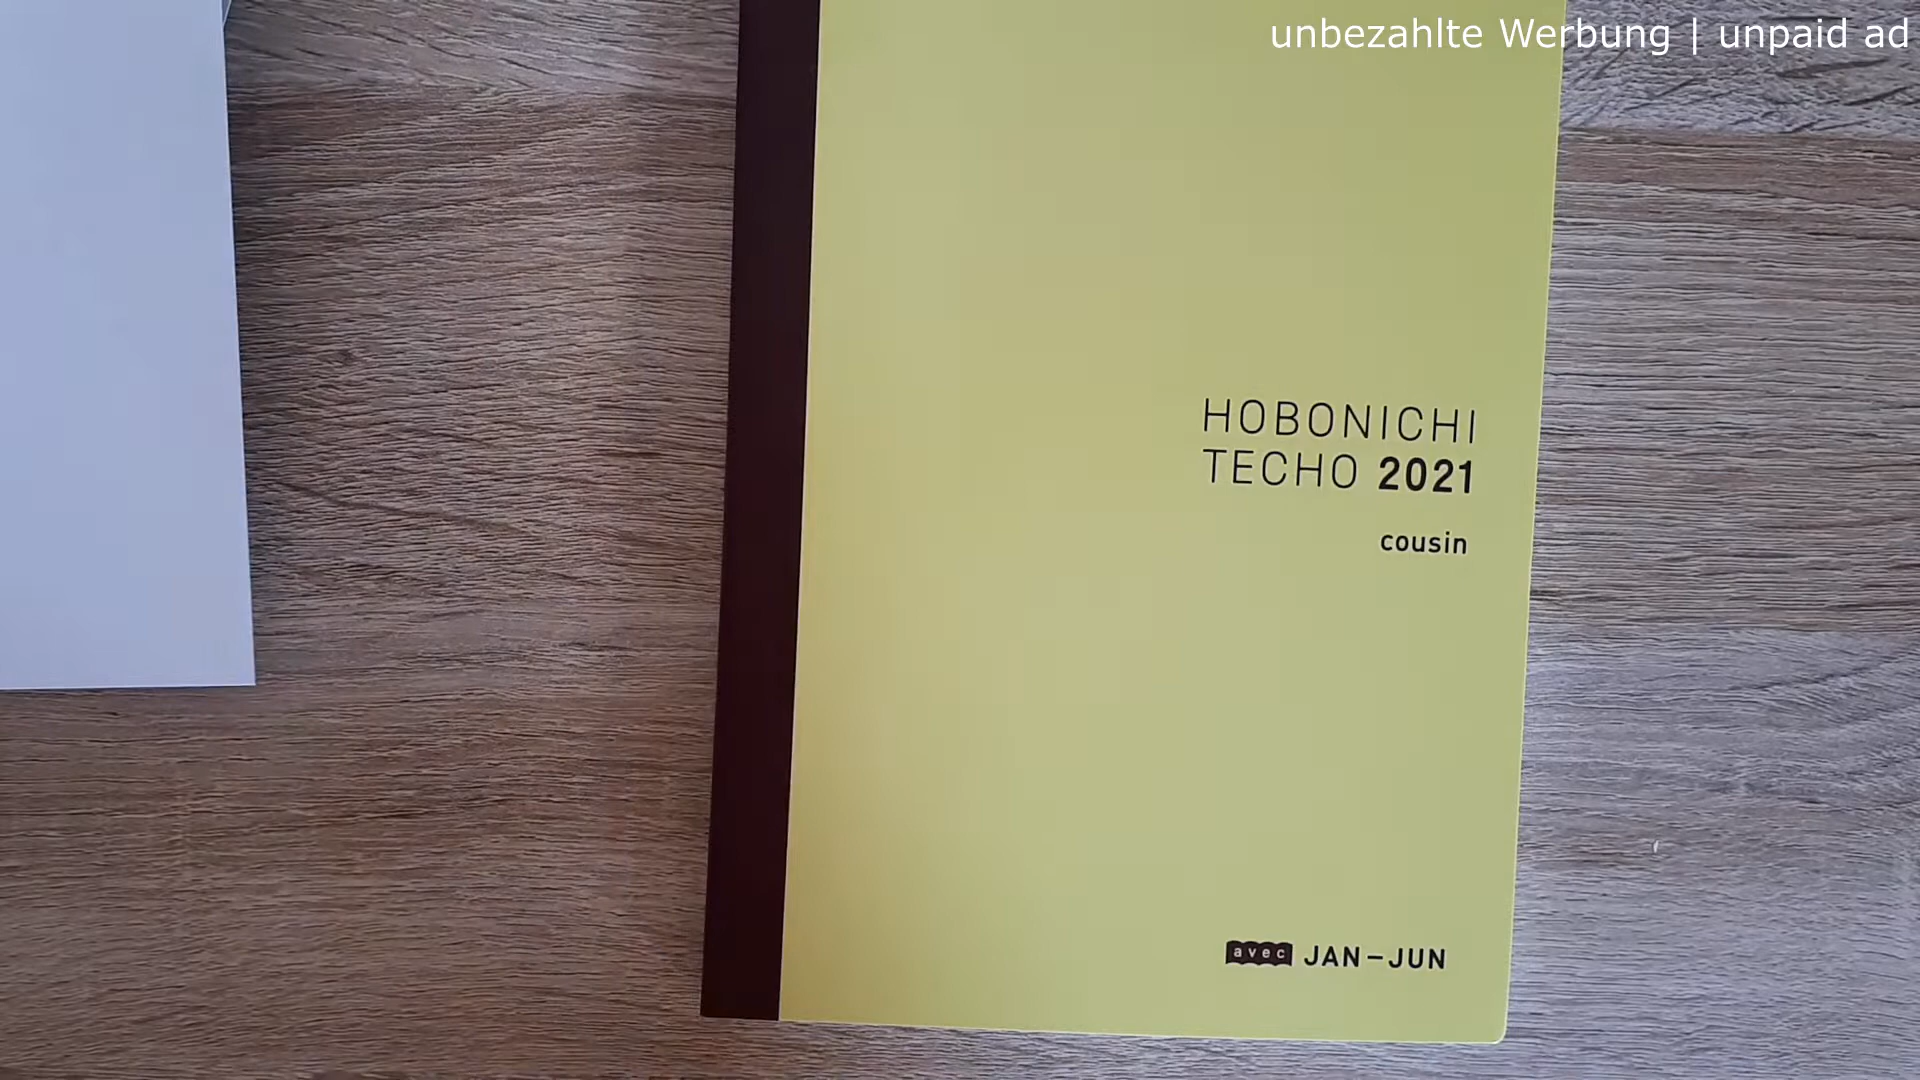 unbezahlte Werbung | unpaid ad
HOBONICHI
TECHO 2021
cousin
avec JAN–JUN